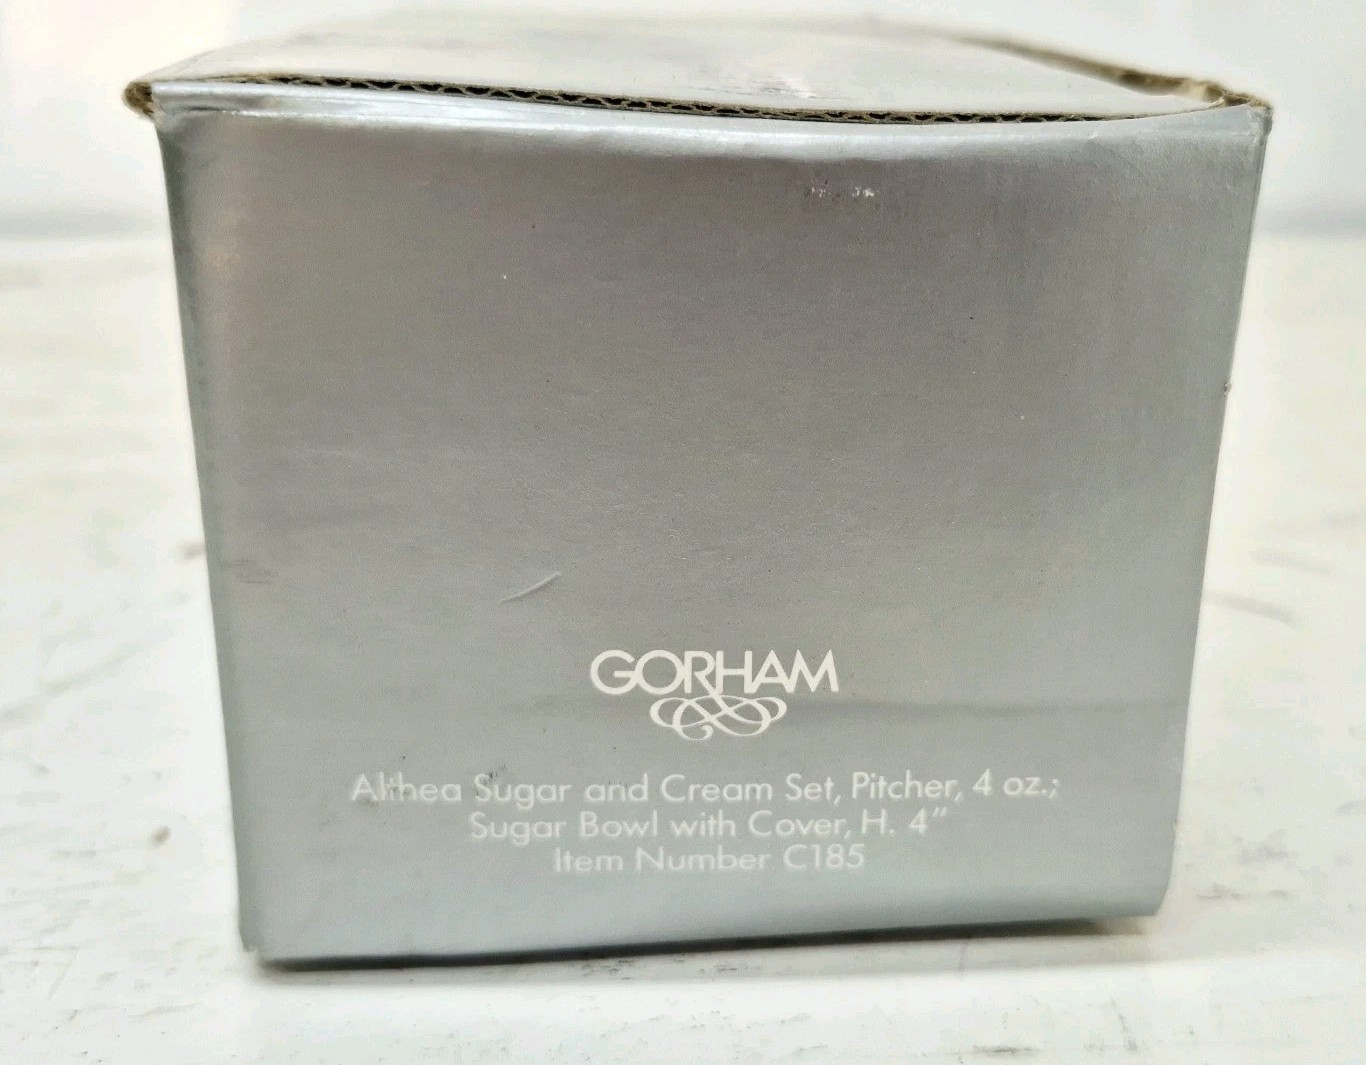 GORHAM
Althea Sugar and Cream Set, Pitcher, 4 oz.;
Sugar Bowl with Cover, H. 4”
Item Number C185